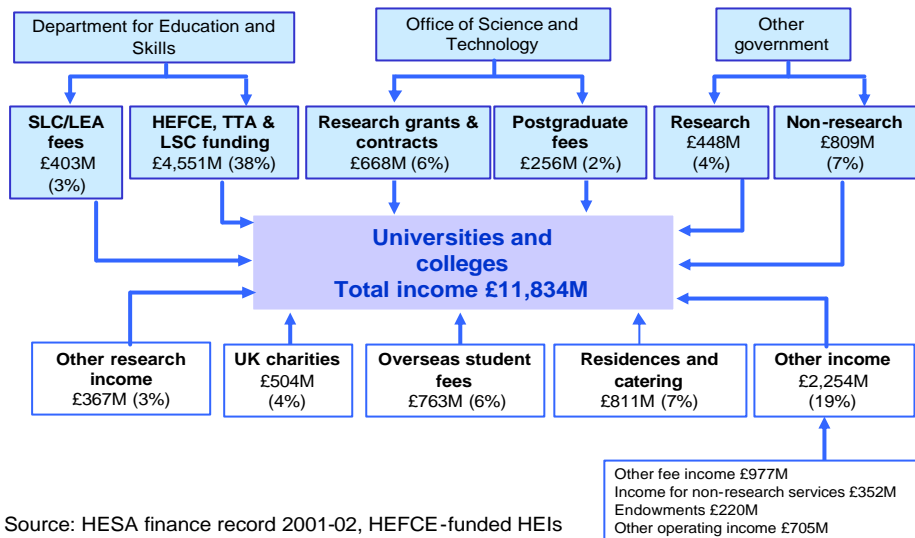 Department for Education and
Skills
Office of Science and
Technology
Other
government
SLC/LEA
fees
£403M
(3%)
HEFCE, TTA &
LSC funding
£4,551M (38%)
Research grants &
contracts
£668M (6%)
Postgraduate
fees
£256M (2%)
Research
£448M
(4%)
Non-research
£809M
(7%)
Universities and
colleges
Total income £11,834M
Other research
income
£367M (3%)
UK charities
£504M
(4%)
Overseas student
fees
£763M (6%)
Residences and
catering
£811M (7%)
Other income
£2,254M
(19%)
Other fee income £977M
Income for non-research services £352M
Endowments £220M
Other operating income £705M
Source: HESA finance record 2001-02, HEFCE-funded HEIs